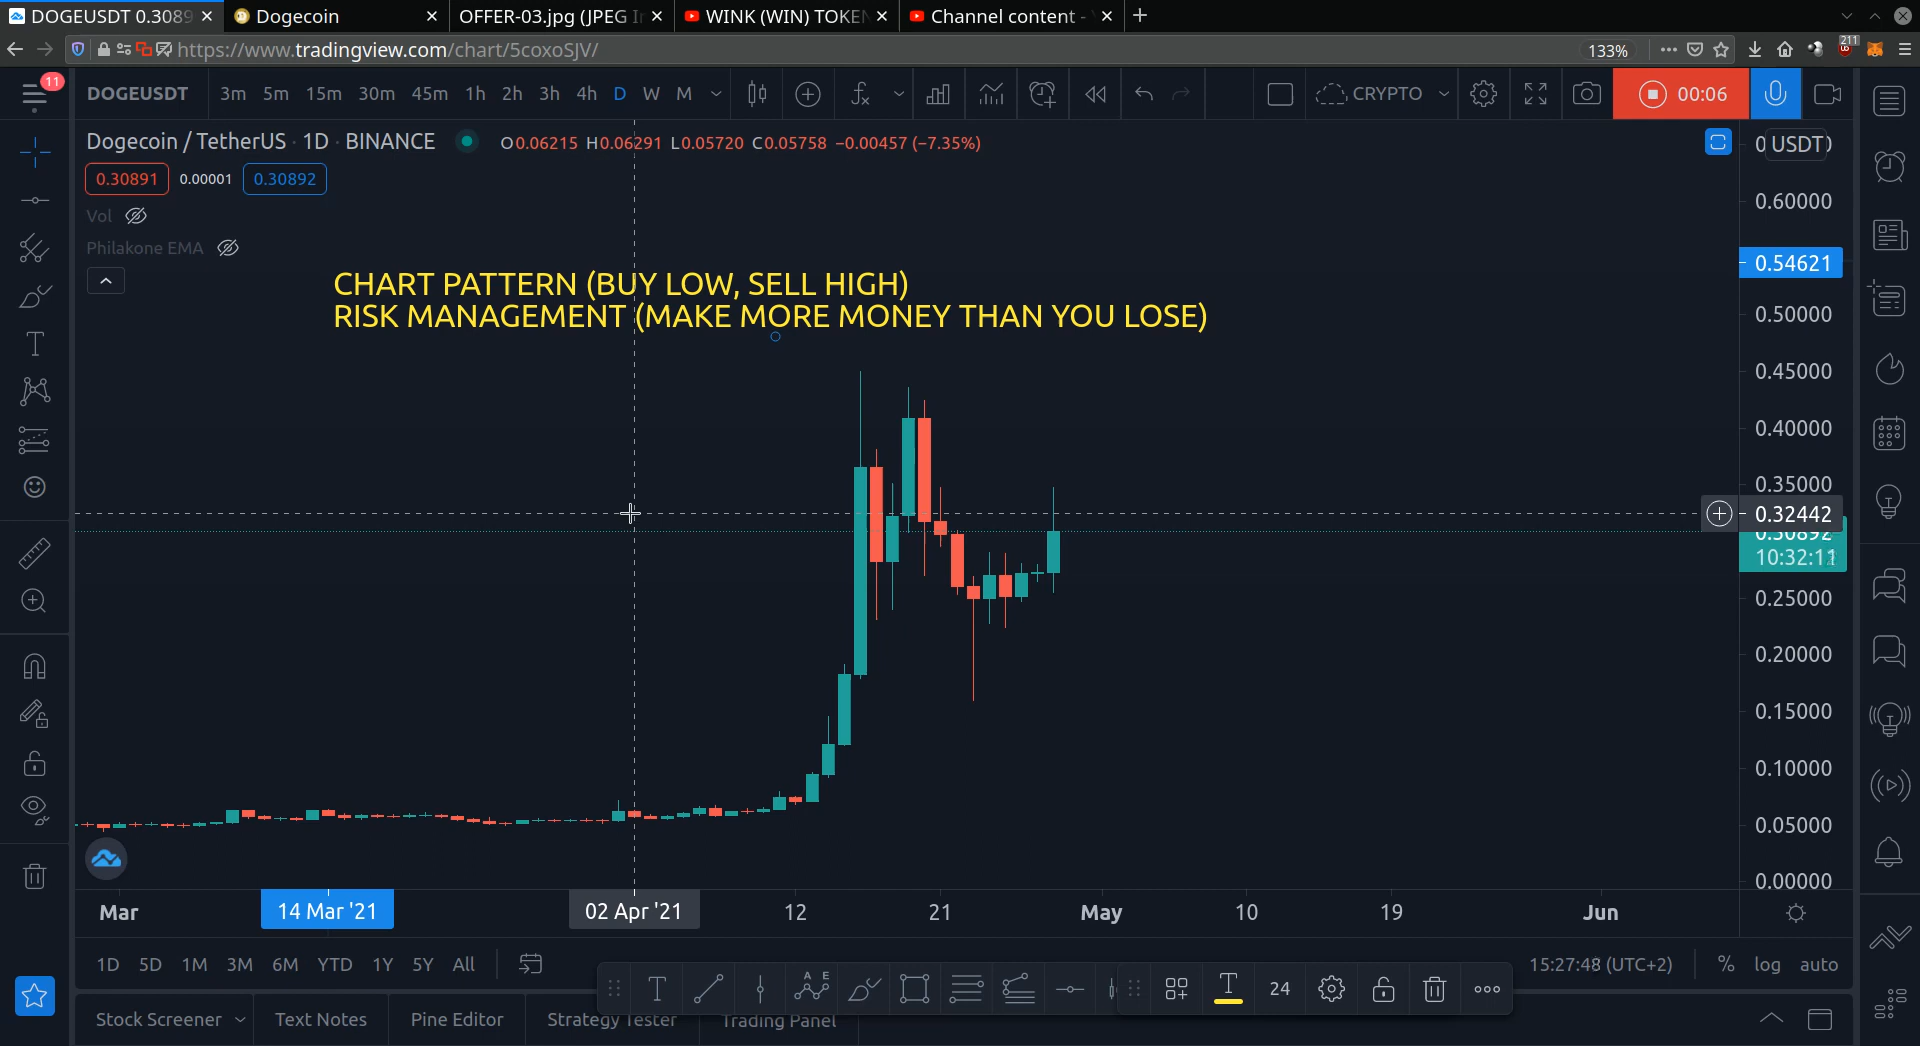 DOGEUSDT 0.3089
Dogecoin
OFFER-03.jpg (JPEG I
WINK (WIN) TOKEN
Channel content -
https://www.tradingview.com/chart/5coxoSJV/
133%
211
11
DOGEUSDT
3m 5m 15m 30m 45m 1h 2h 3h 4h D W M
CRYPTO
00:06
Dogecoin / TetherUS · 1D · BINANCE
O0.06215 H0.06291 L0.05720 C0.05758 −0.00457 (−7.35%)
USDT
0.30891 0.00001 0.30892
Vol
Philakone EMA
CHART PATTERN (BUY LOW, SELL HIGH)
RISK MANAGEMENT (MAKE MORE MONEY THAN YOU LOSE)
0.60000
0.54621
0.50000
0.45000
0.40000
0.35000
0.32442
0.30892
10:32:11
0.25000
0.20000
0.15000
0.10000
0.05000
0.00000
Mar 14 Mar '21 02 Apr '21 12 21 May 10 19 Jun
1D 5D 1M 3M 6M YTD 1Y 5Y All
15:27:48 (UTC+2) % log auto
T A E T 24
Stock Screener Text Notes Pine Editor Strategy Tester Trading Panel